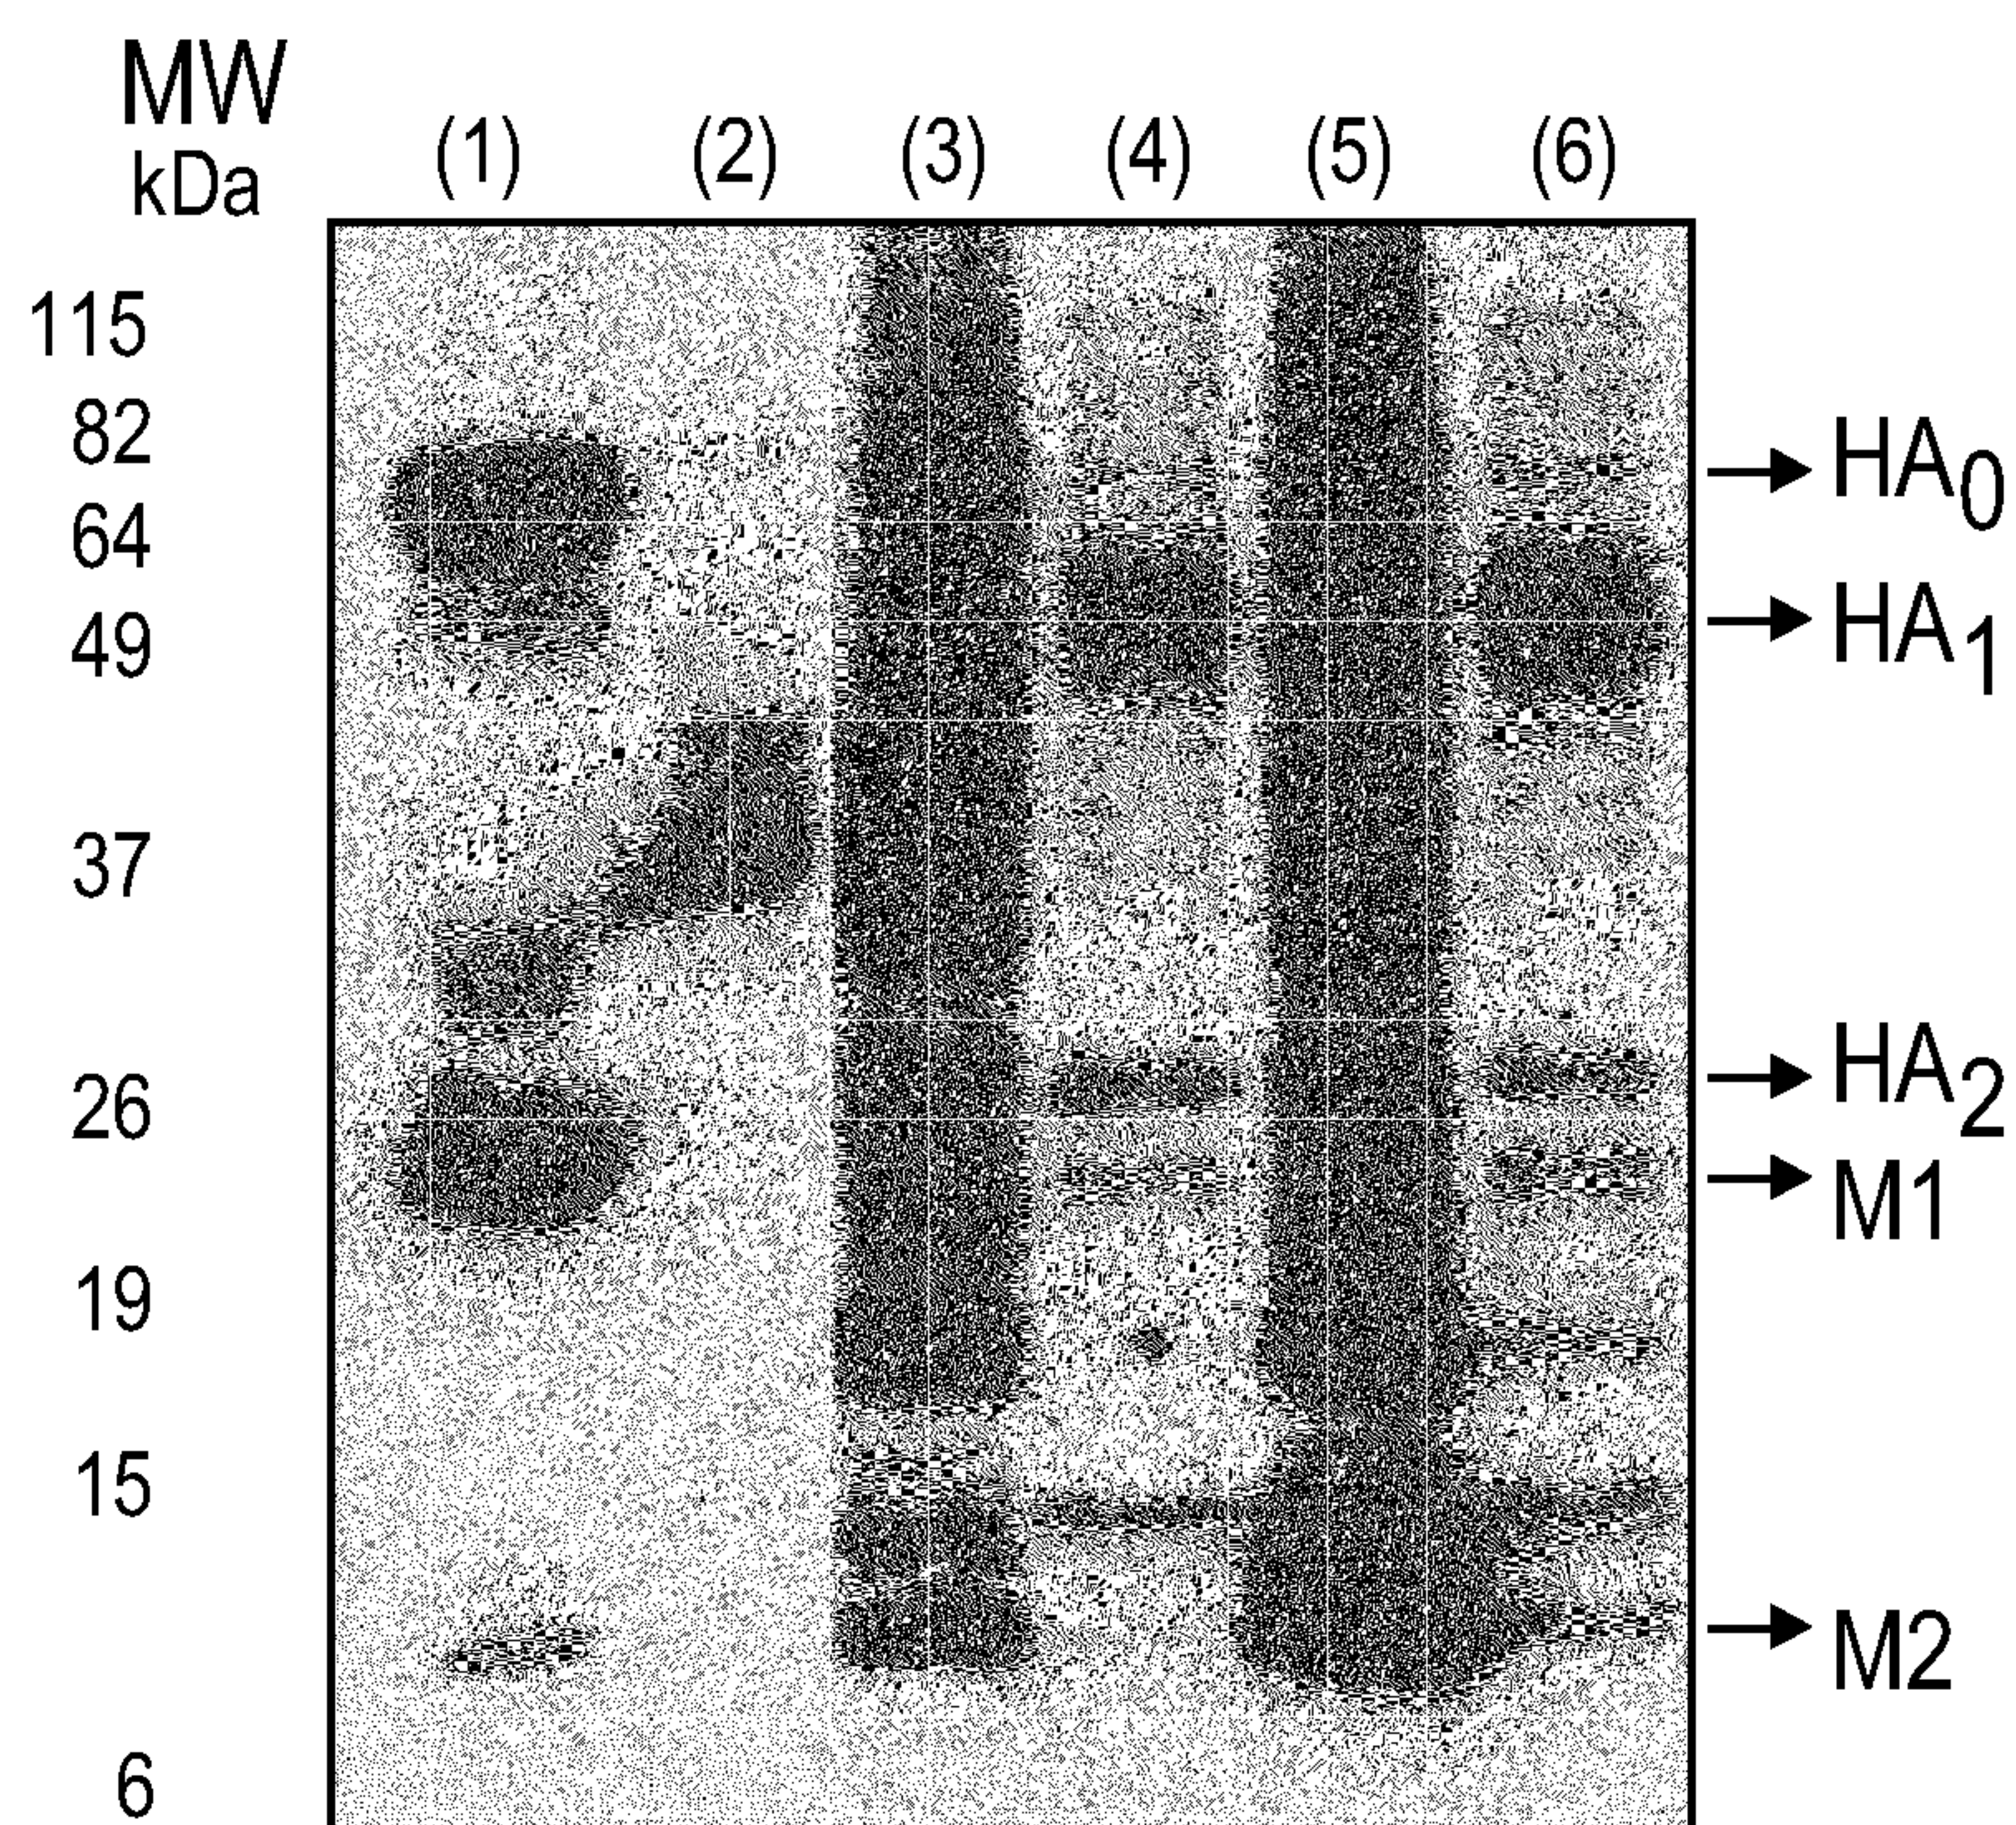 MW
kDa
(1) (2) (3) (4) (5) (6)
115
82
HA0
64
HA1
49
37
HA2
26
M1
19
15
M2
6